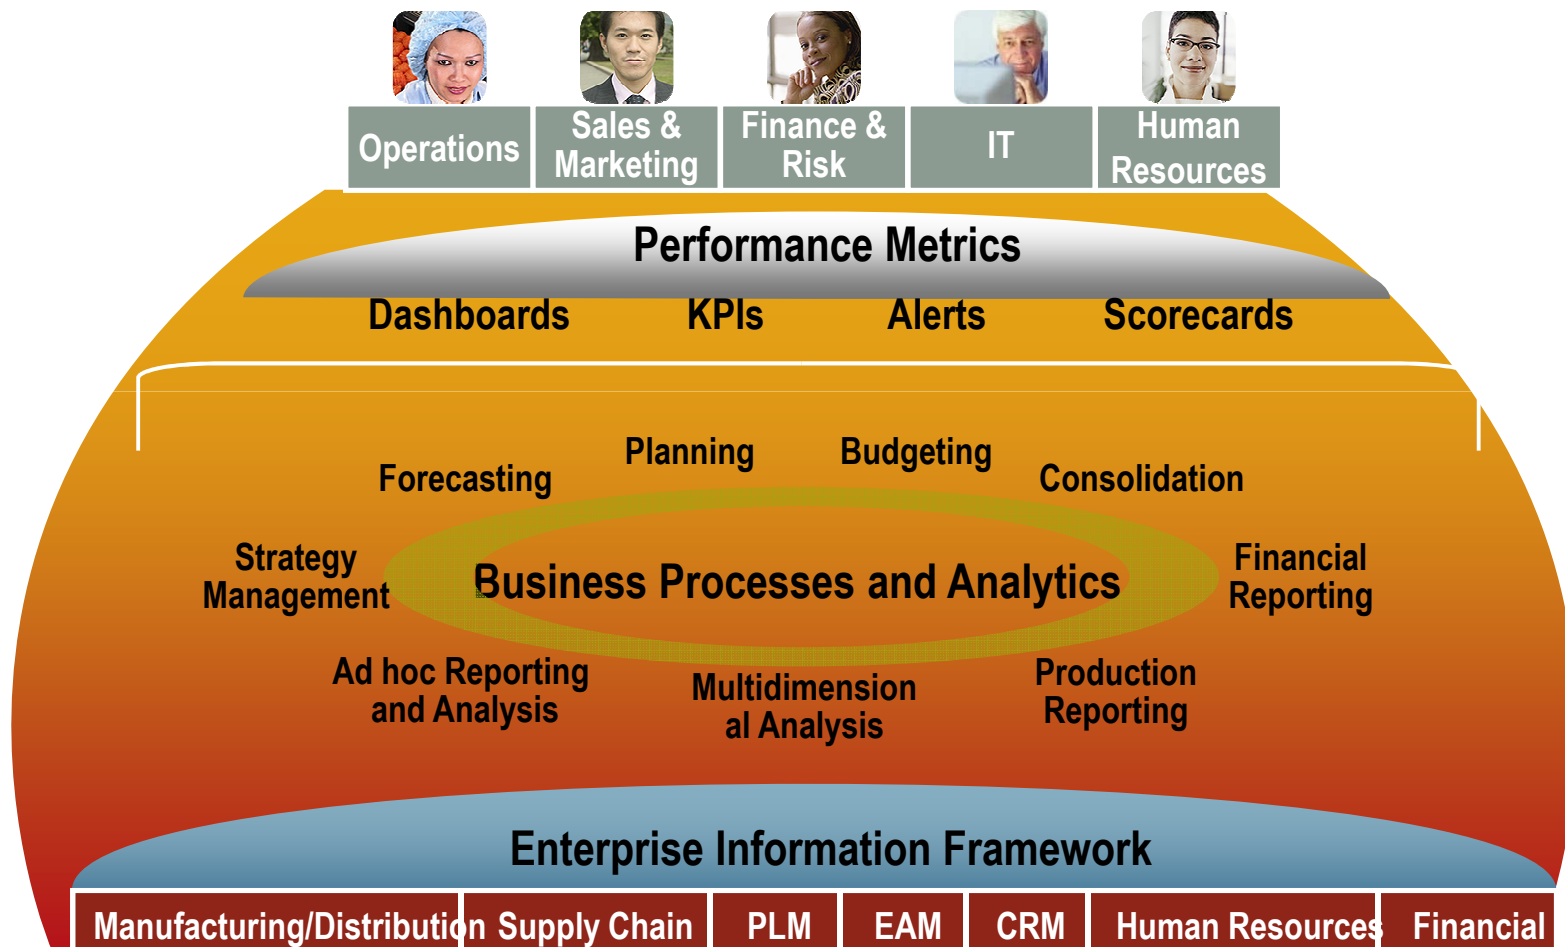 Operations
Sales &
Marketing
Finance &
Risk
IT
Human
Resources
Performance Metrics
Dashboards KPIs Alerts Scorecards
Planning Budgeting
Forecasting Consolidation
Strategy
Management
Business Processes and Analytics
Financial
Reporting
Ad hoc Reporting
and Analysis
Multidimension
al Analysis
Production
Reporting
Enterprise Information Framework
Manufacturing/Distribution Supply Chain PLM EAM CRM Human Resources Financial